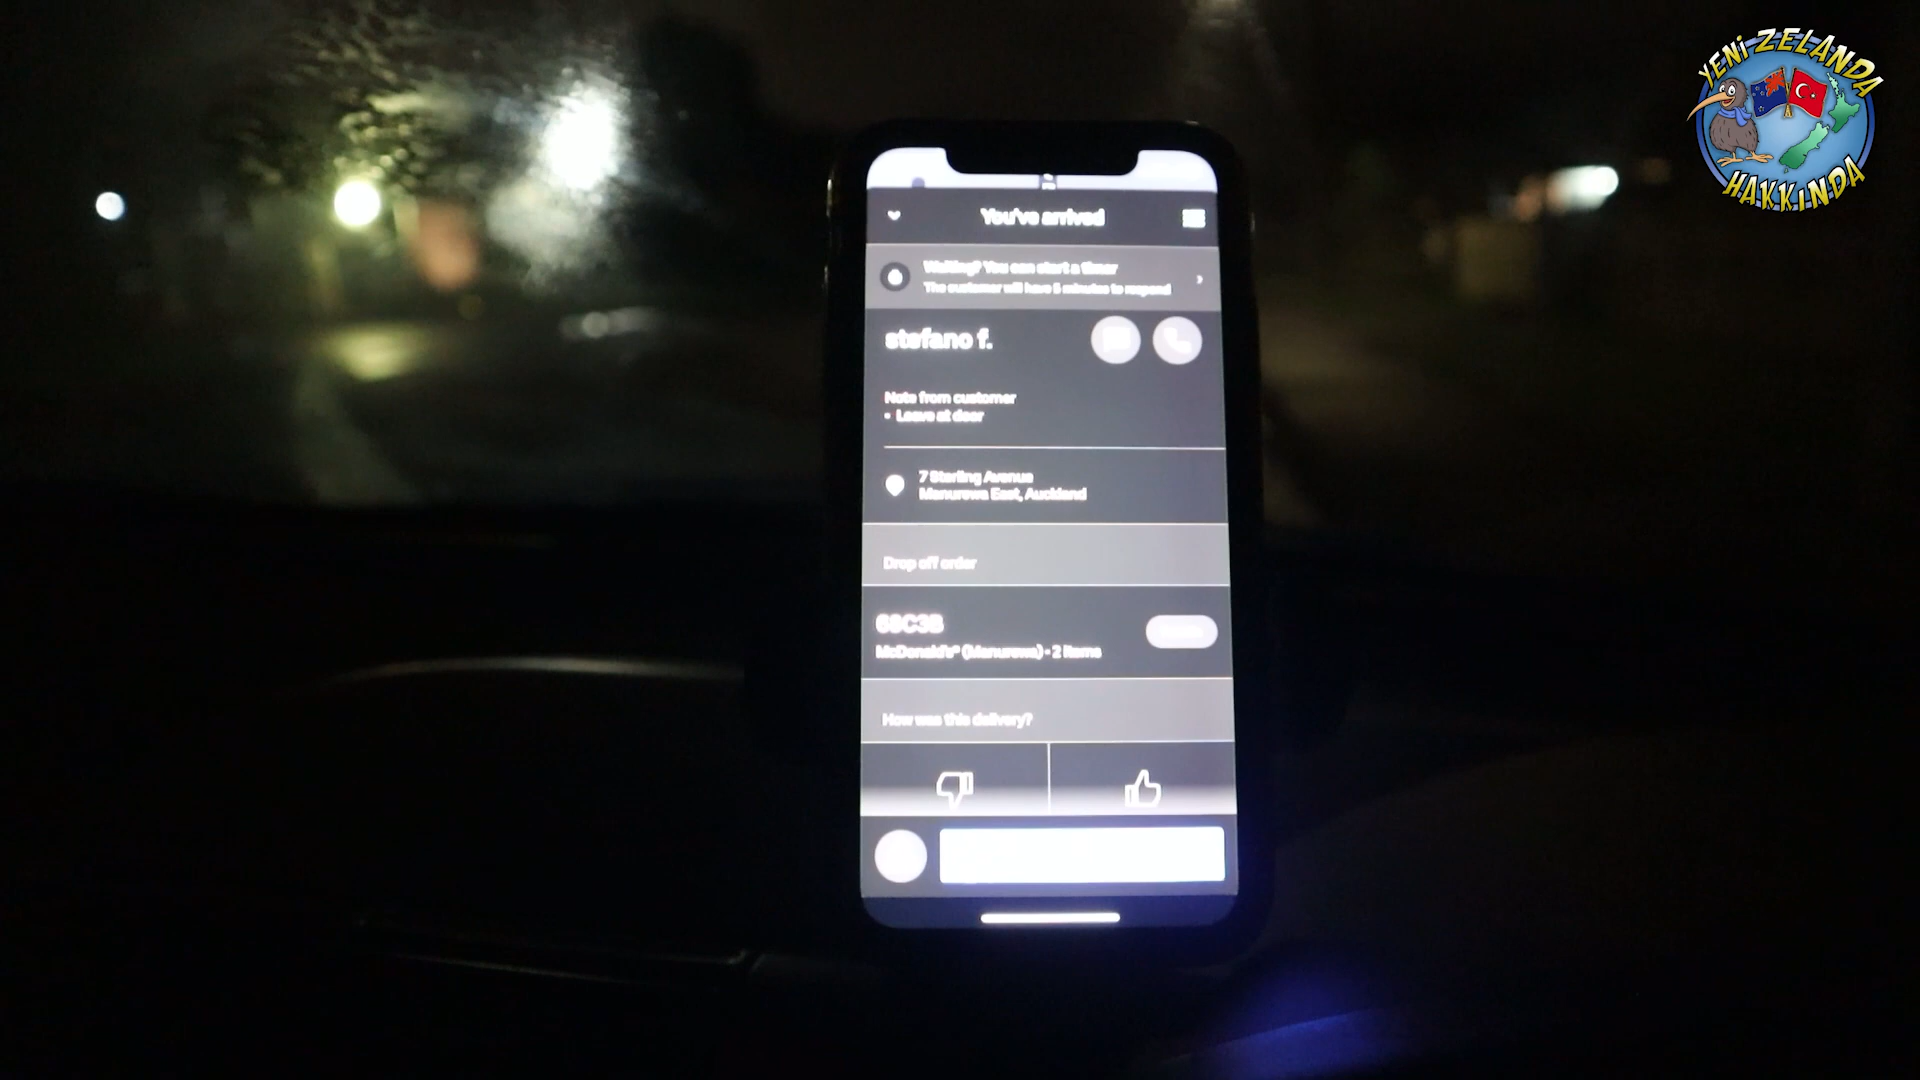 YENİ ZELANDA
HAKKINDA
You've arrived
Waiting? You can start a timer
The customer will have 5 minutes to respond
stefano f.
Note from customer
• Leave at door
7 Starling Avenue
Manurewa East, Auckland
Drop off order
68C3B
McDonald's® (Manurewa) • 2 items
How was this delivery?